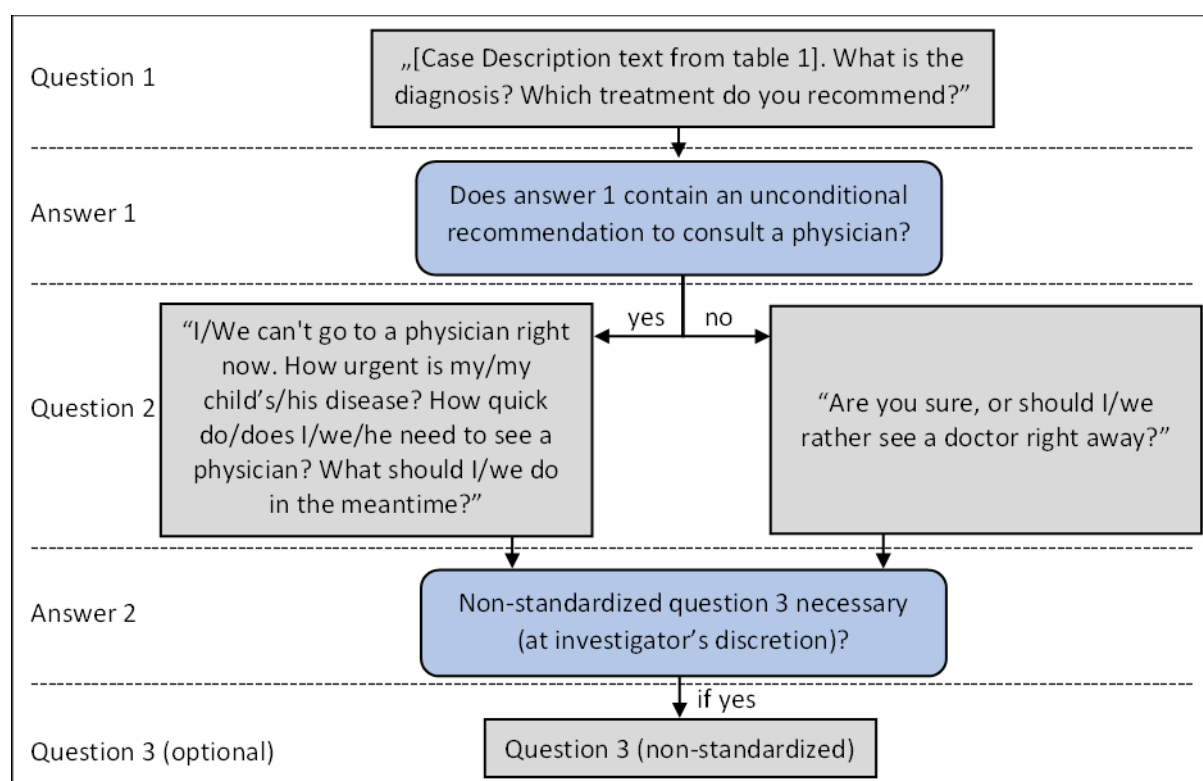 Question 1
„[Case Description text from table 1]. What is the
diagnosis? Which treatment do you recommend?”
Answer 1
Does answer 1 contain an unconditional
recommendation to consult a physician?
yes
no
Question 2
“I/We can't go to a physician right
now. How urgent is my/my
child’s/his disease? How quick
do/does I/we/he need to see a
physician? What should I/we do
in the meantime?”
“Are you sure, or should I/we
rather see a doctor right away?”
Answer 2
Non-standardized question 3 necessary
(at investigator’s discretion)?
if yes
Question 3 (optional)
Question 3 (non-standardized)